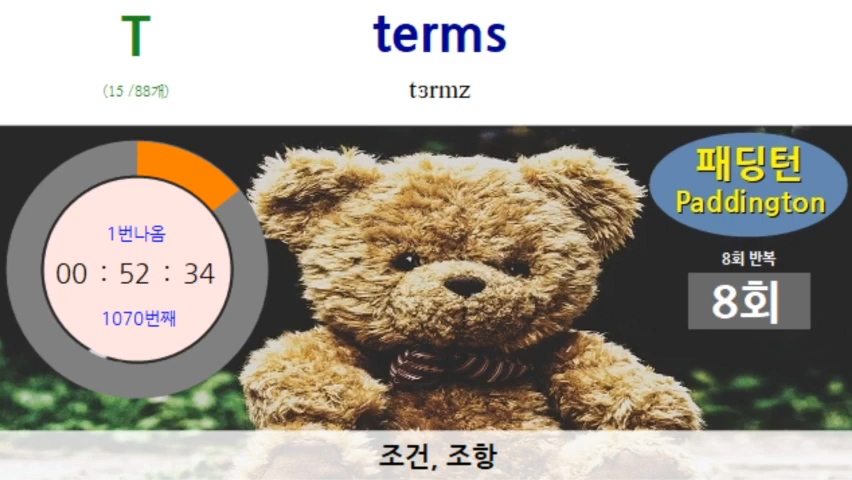 T
terms
(15 /88개)
tɜrmz
패딩턴
Paddington
1번나옴
00 : 52 : 34
1070번째
8회 반복
8회
조건, 조항